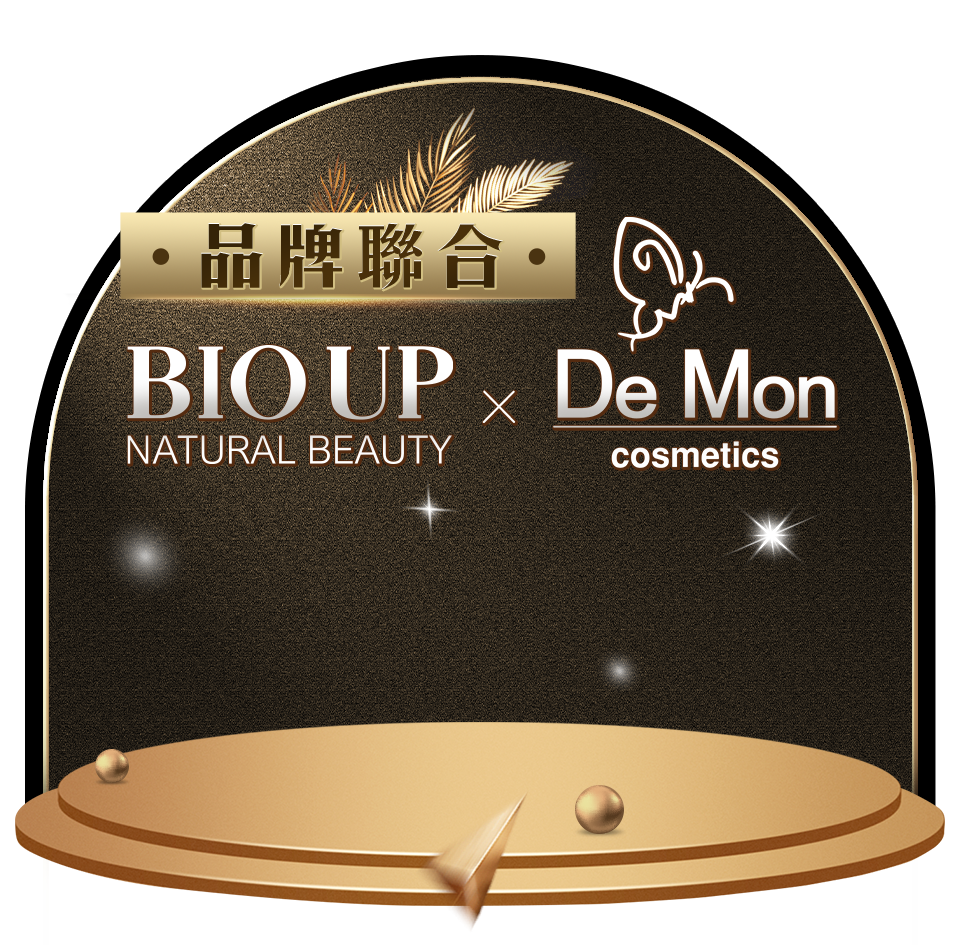 ・品牌聯合・
BIO UP × De Mon
NATURAL BEAUTY
cosmetics